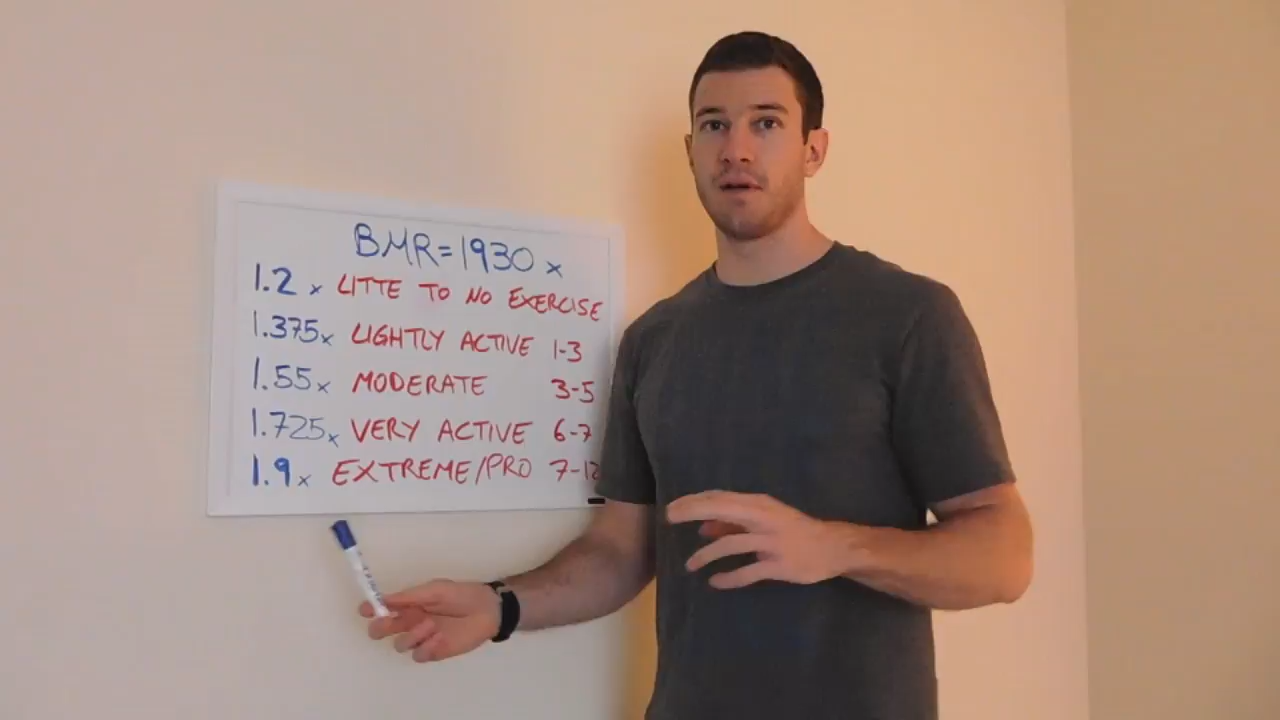 BMR=1930 x
1.2 x LITTE TO NO EXERCISE
1.375x LIGHTLY ACTIVE 1-3
1.55x MODERATE 3-5
1.725x VERY ACTIVE 6-7
1.9x EXTREME/PRO 7-12